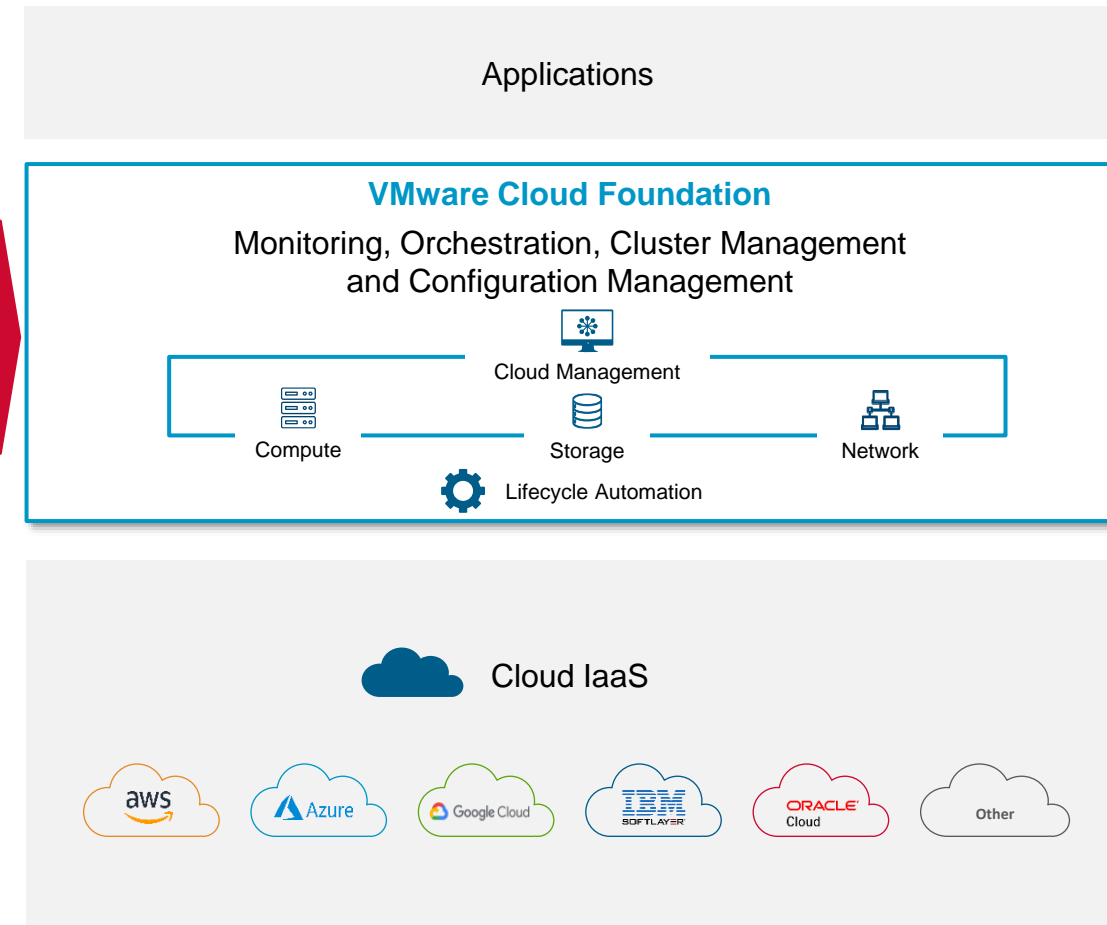 Applications
VMware Cloud Foundation
Monitoring, Orchestration, Cluster Management
and Configuration Management
Cloud Management
Compute
Storage
Network
Lifecycle Automation
Cloud IaaS
aws
Azure
Google Cloud
IBM
SOFTLAYER
ORACLE
Cloud
Other